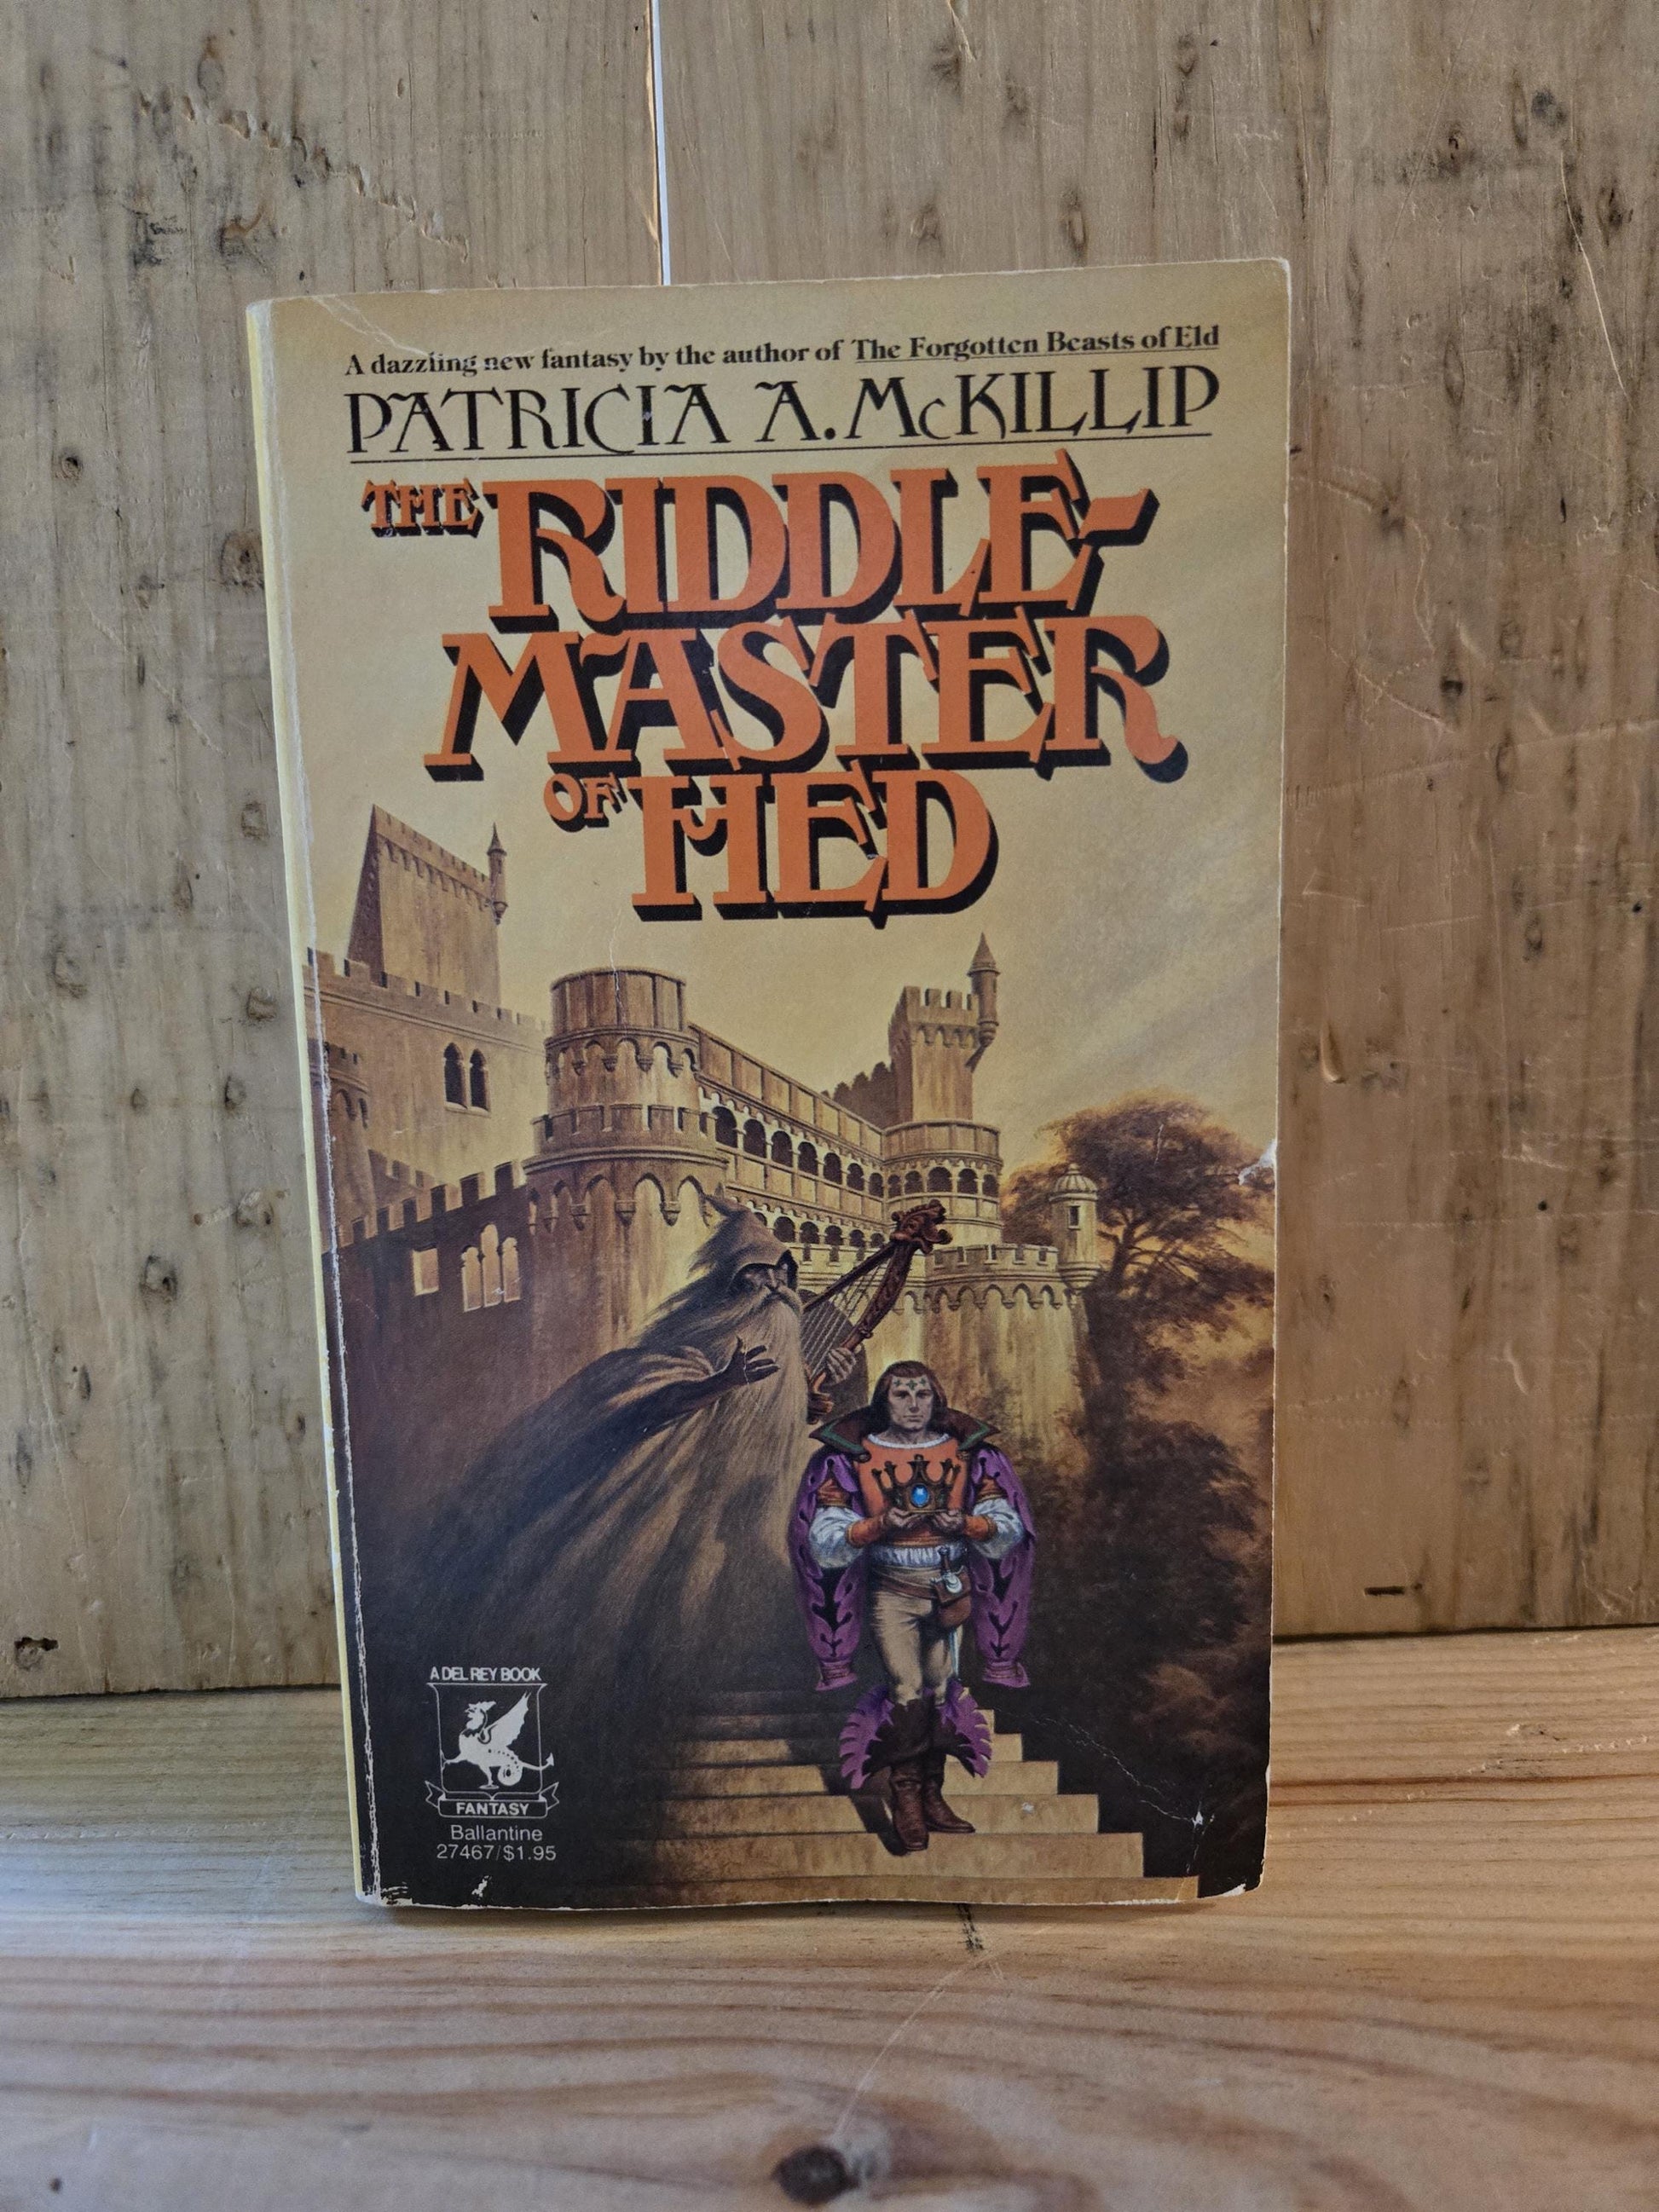 A dazzling new fantasy by the author of The Forgotten Beasts of Eld
PATRICIA A. McKILLIP
THE RIDDLE-
MASTER
OF HED
A DEL REY BOOK
FANTASY
Ballantine
27467/$1.95